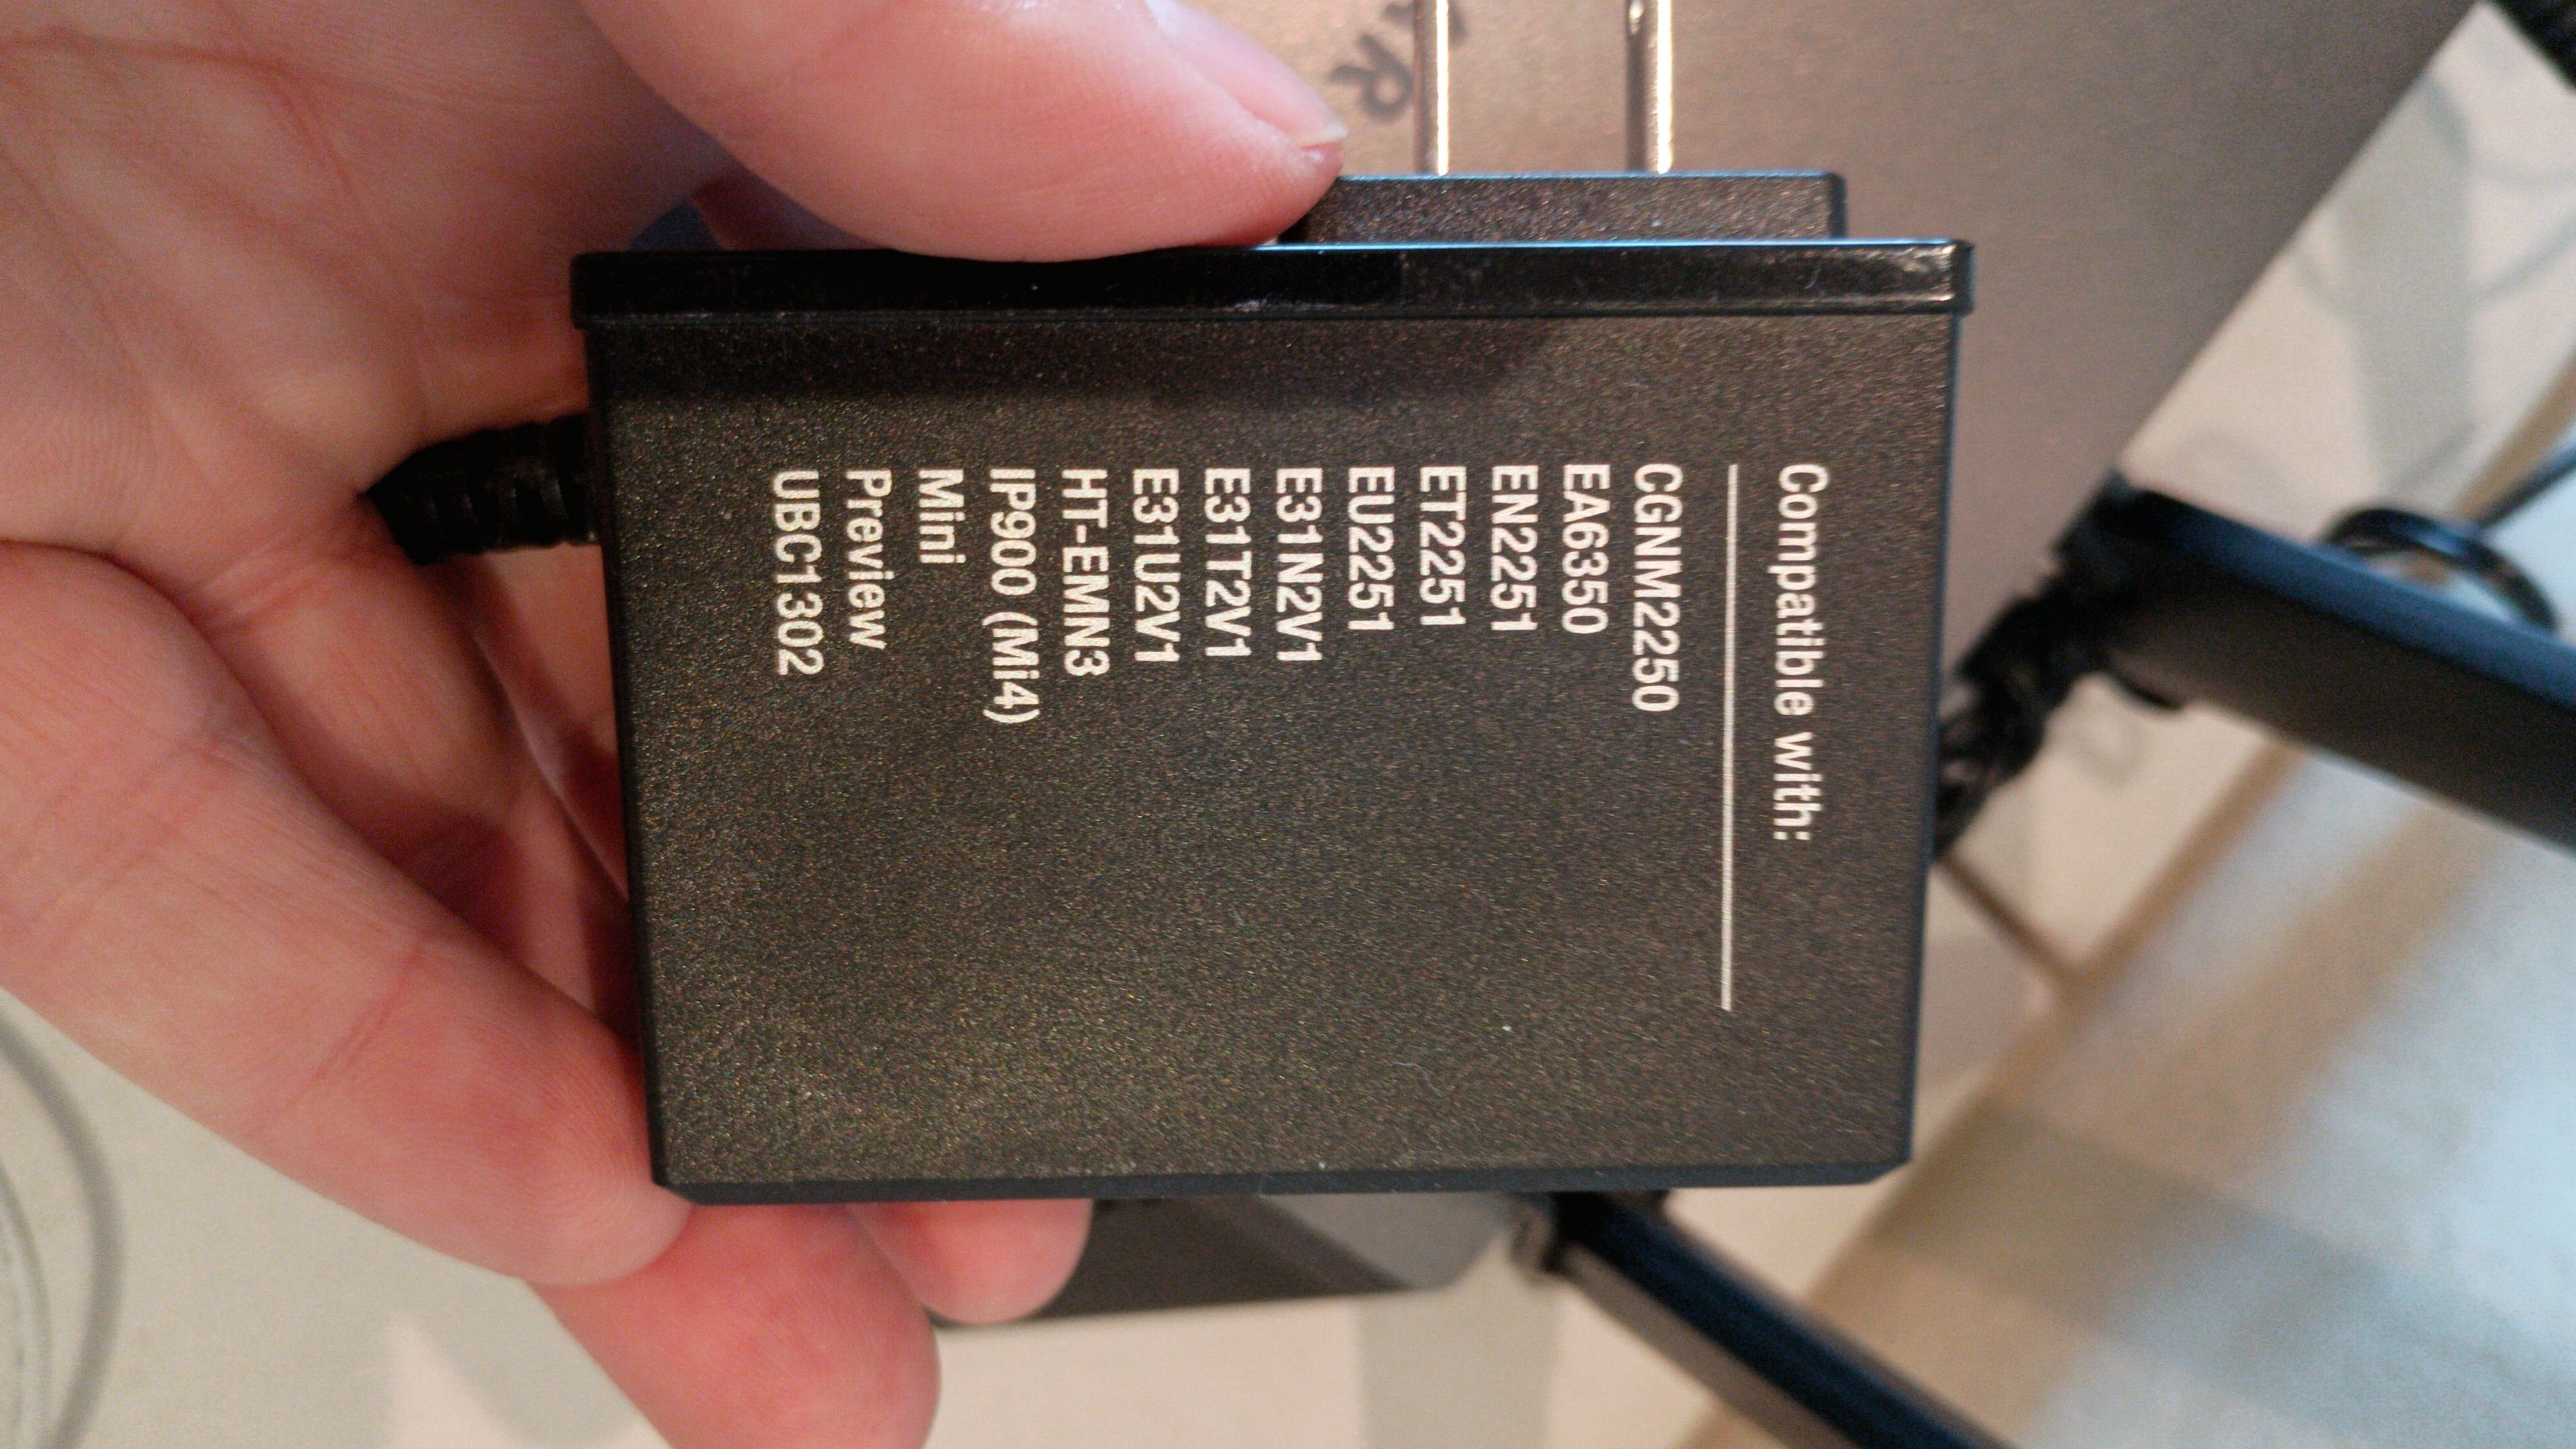 Compatible with:
CGNM2250
EA6350
EN2251
ET2251
EU2251
E31N2V1
E31T2V1
E31U2V1
HT-EMN3
IP900 (Mi4)
Mini
Preview
UBC1302